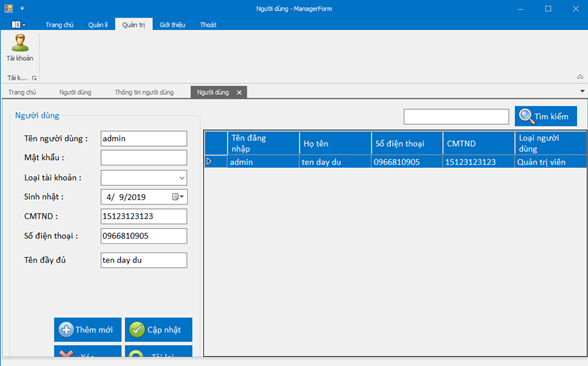 Người dùng - ManagerForm
Trang chủ Quản lí Quản trị Giới thiệu Thoát
Tài khoản
Tài k...
Trang chủ Người dùng Thông tin người dùng Người dùng
Người dùng
Tìm kiếm
Tên người dùng : admin
Mật khẩu :
Loại tài khoản :
Sinh nhật : 4/ 9/2019
CMTND : 15123123123
Số điện thoại : 0966810905
Tên đầy đủ ten day du
Tên đăng nhập Họ tên Số điện thoại CMTND Loại người dùng
admin ten day du 0966810905 15123123123 Quản trị viên
Thêm mới Cập nhật